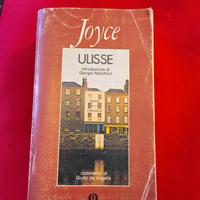 Joyce
ULISSE
introduzione di
Giorgio Melchiori
commento di
Giulio de Angelis